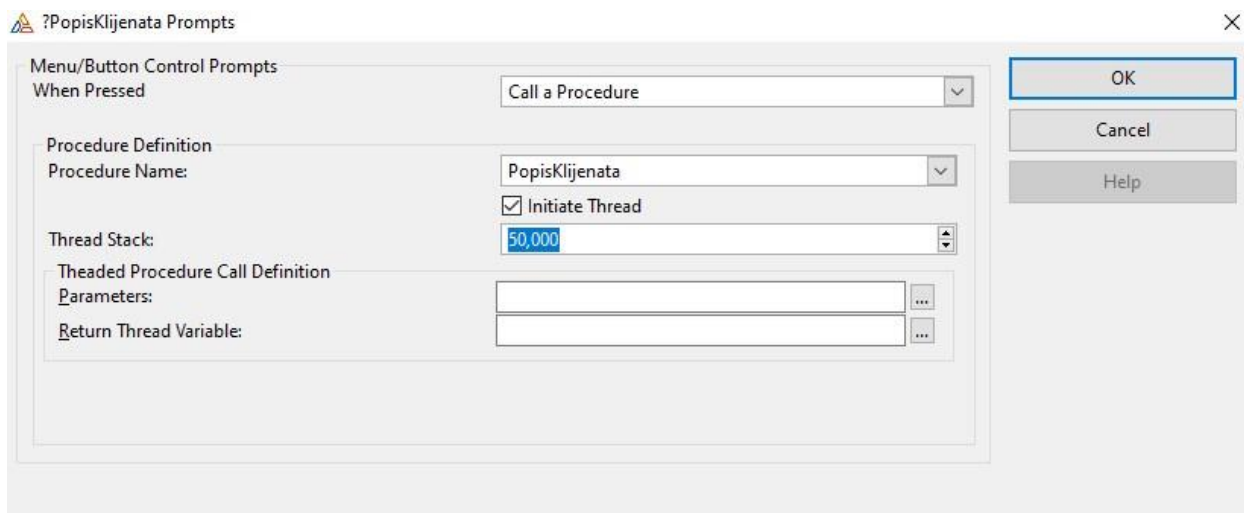 ?PopisKlijenata Prompts
Menu/Button Control Prompts
When Pressed
Call a Procedure
Procedure Definition
Procedure Name:
PopisKlijenata
Initiate Thread
Thread Stack:
50,000
Theaded Procedure Call Definition
Parameters:
...
Return Thread Variable:
...
OK
Cancel
Help